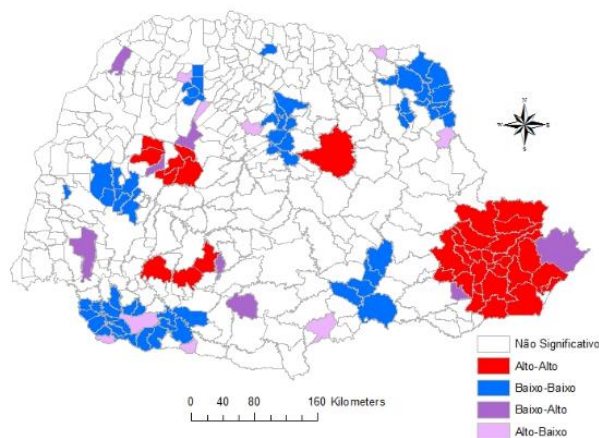 N
W E
S
Não Significativo
Alto-Alto
Baixo-Baixo
Baixo-Alto
Alto-Baixo
0 40 80 160 Kilometers